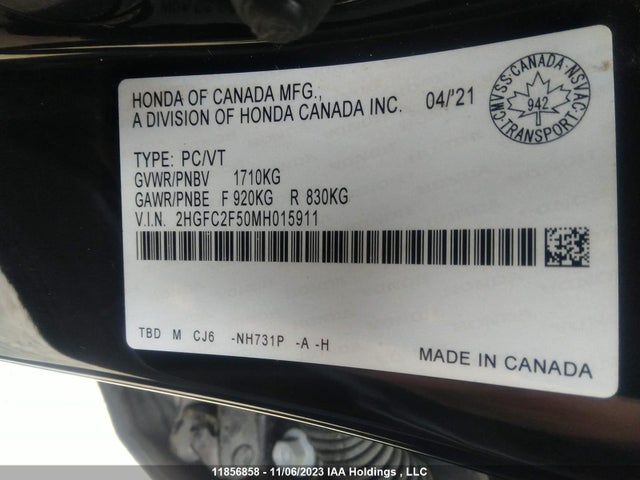 HONDA OF CANADA MFG.,
A DIVISION OF HONDA CANADA INC. 04/'21
CMVSS·CANADA·NSVAC
942
TRANSPORT
TYPE: PC/VT
GVWR/PNBV 1710KG
GAWR/PNBE F 920KG R 830KG
V.I.N. 2HGFC2F50MH015911
TBD M CJ6 -NH731P -A -H
MADE IN CANADA
11856858 - 11/06/2023 IAA Holdings , LLC